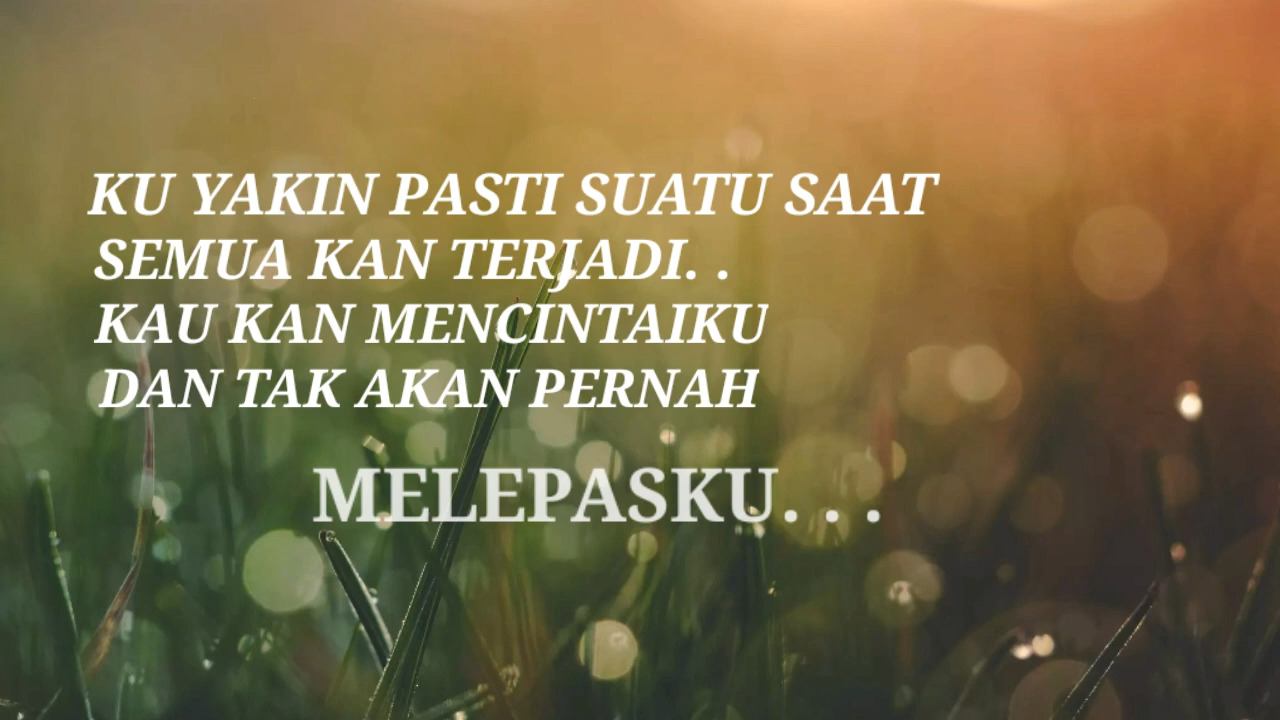 KU YAKIN PASTI SUATU SAAT
SEMUA KAN TERJADI. .
KAU KAN MENCINTAIKU
DAN TAK AKAN PERNAH
MELEPASKU. . .